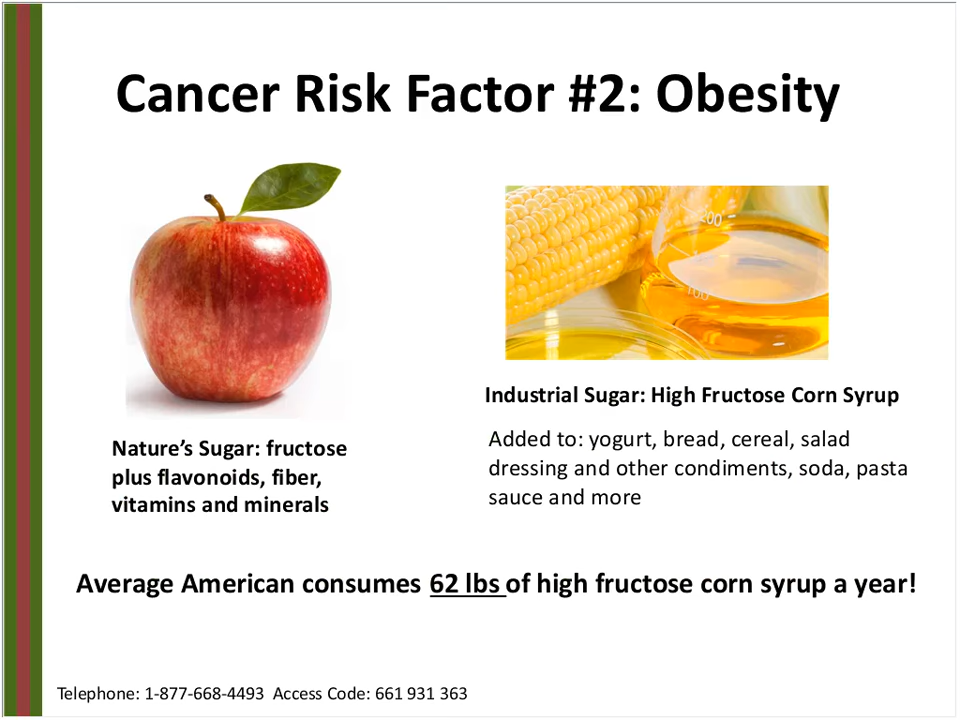 Cancer Risk Factor #2: Obesity
200
100
Industrial Sugar: High Fructose Corn Syrup
Nature’s Sugar: fructose
plus flavonoids, fiber,
vitamins and minerals
Added to: yogurt, bread, cereal, salad
dressing and other condiments, soda, pasta
sauce and more
Average American consumes 62 lbs of high fructose corn syrup a year!
Telephone: 1-877-668-4493 Access Code: 661 931 363